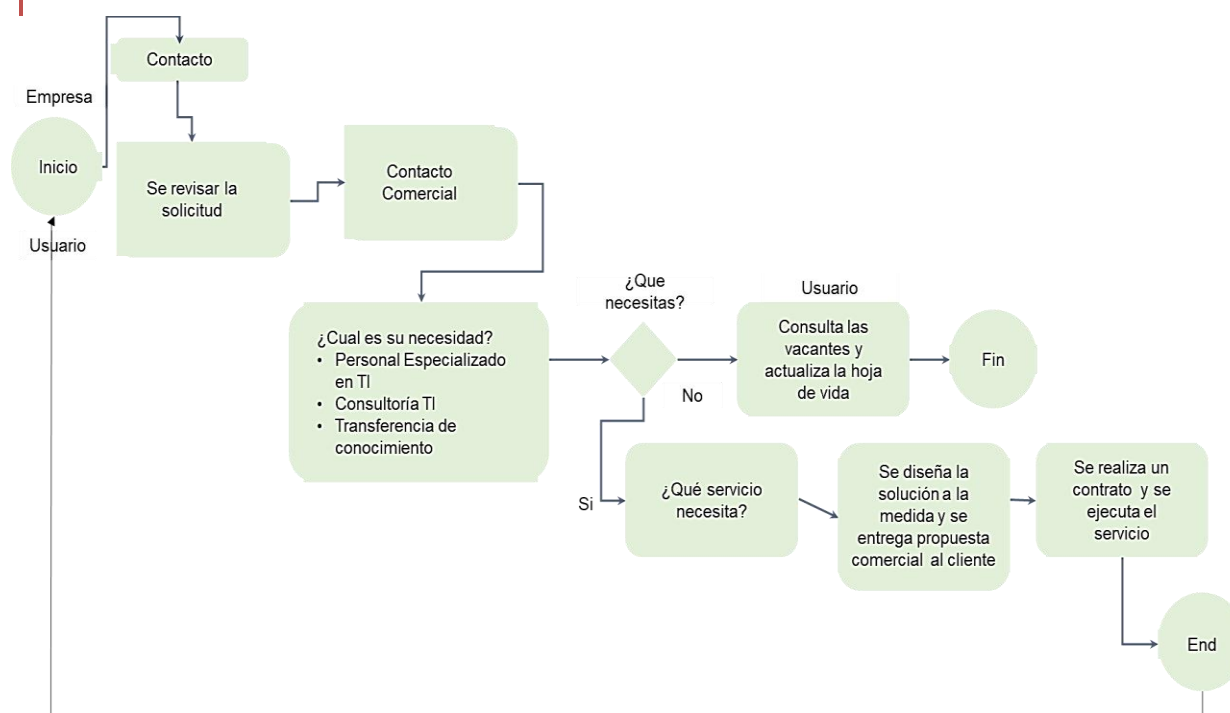 Contacto
Empresa
Inicio
Usuario
Se revisar la
solicitud
Contacto
Comercial
¿Cual es su necesidad?
• Personal Especializado
en TI
• Consultoría TI
• Transferencia de
conocimiento
¿Que
necesitas?
No
Si
Usuario
Consulta las
vacantes y
actualiza la hoja
de vida
Fin
¿Qué servicio
necesita?
Se diseña la
solución a la
medida y se
entrega propuesta
comercial al cliente
Se realiza un
contrato y se
ejecuta el
servicio
End